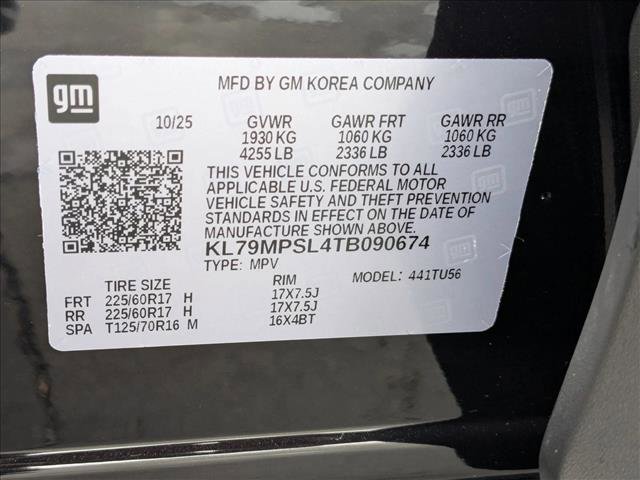 gm
MFD BY GM KOREA COMPANY
10/25 GVWR GAWR FRT GAWR RR
1930 KG 1060 KG 1060 KG
4255 LB 2336 LB 2336 LB
THIS VEHICLE CONFORMS TO ALL
APPLICABLE U.S. FEDERAL MOTOR
VEHICLE SAFETY AND THEFT PREVENTION
STANDARDS IN EFFECT ON THE DATE OF
MANUFACTURE SHOWN ABOVE.
KL79MPSL4TB090674
TYPE: MPV MODEL: 441TU56
TIRE SIZE RIM
FRT 225/60R17 H 17X7.5J
RR 225/60R17 H 17X7.5J
SPA T125/70R16 M 16X4BT